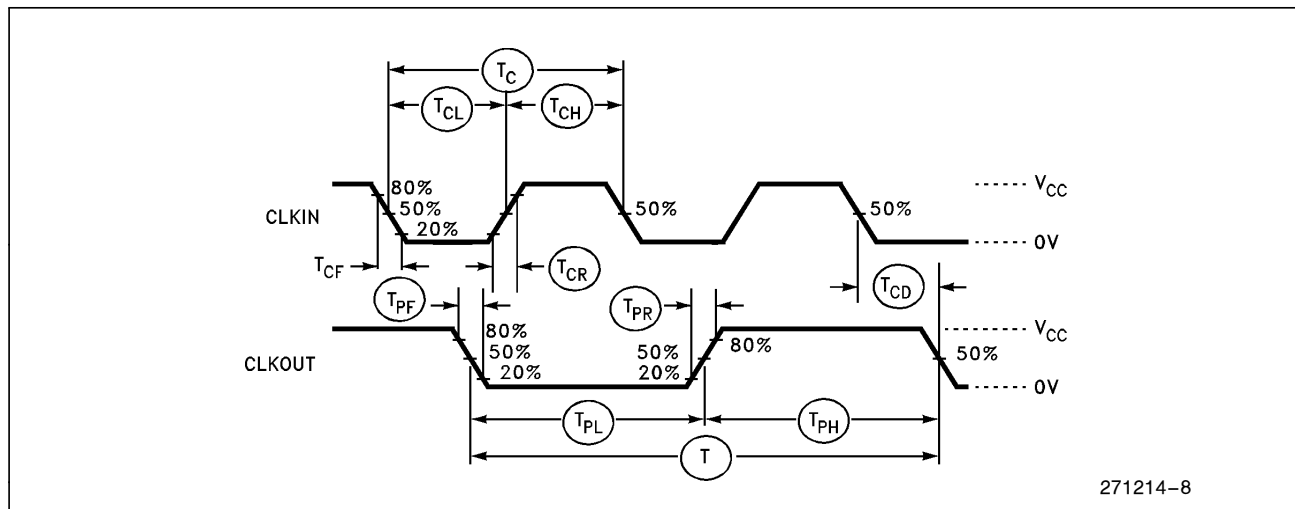 T_C
T_CL T_CH
80%
50%
20%
CLKIN
50%
50%
V_CC
0V
T_CF
T_CR
T_CD
T_PF
T_PR
80%
50%
20%
CLKOUT
50%
20%
80%
50%
V_CC
0V
T_PL T_PH
T
271214-8